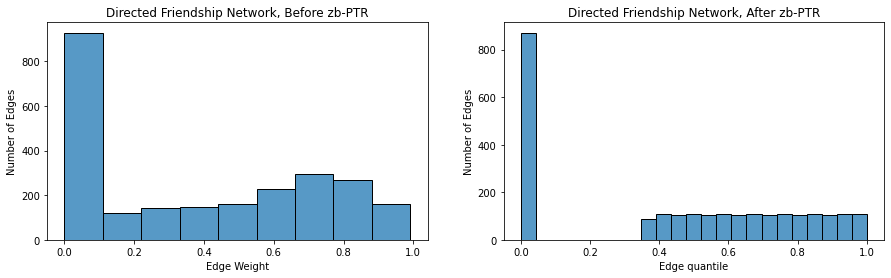 Directed Friendship Network, Before zb-PTR
Number of Edges
800
600
400
200
0
0.0 0.2 0.4 0.6 0.8 1.0
Edge Weight
Directed Friendship Network, After zb-PTR
Number of Edges
800
600
400
200
0
0.0 0.2 0.4 0.6 0.8 1.0
Edge quantile